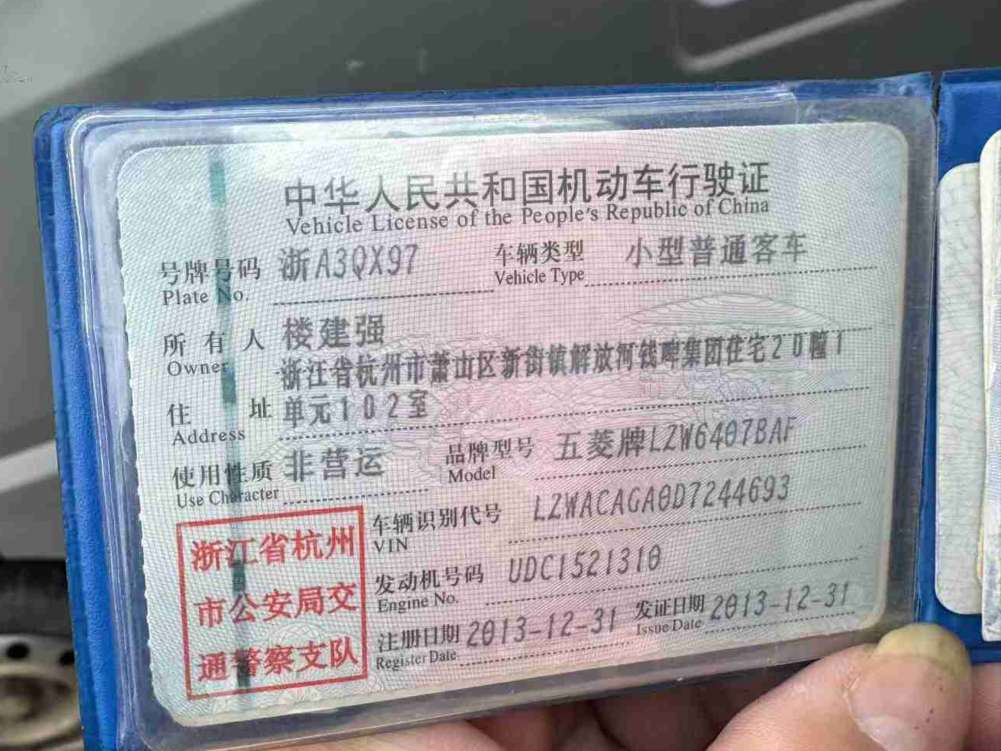 中华人民共和国机动车行驶证
Vehicle License of the People's Republic of China
号牌号码 浙A3QX97 车辆类型 小型普通客车
Plate No. Vehicle Type
所有人 楼建强
Owner
浙江省杭州市萧山区新街镇解放河钱啤集团住宅20幢1
住址 单元102室
Address
使用性质 非营运 品牌型号 五菱牌LZW6407BAF
Use Character Model
车辆识别代号 LZWACAGA0D7244693
VIN
发动机号码 UDC1521310
Engine No.
注册日期 2013-12-31 发证日期 2013-12-31
Register Date Issue Date
浙江省杭州
市公安局交
通警察支队